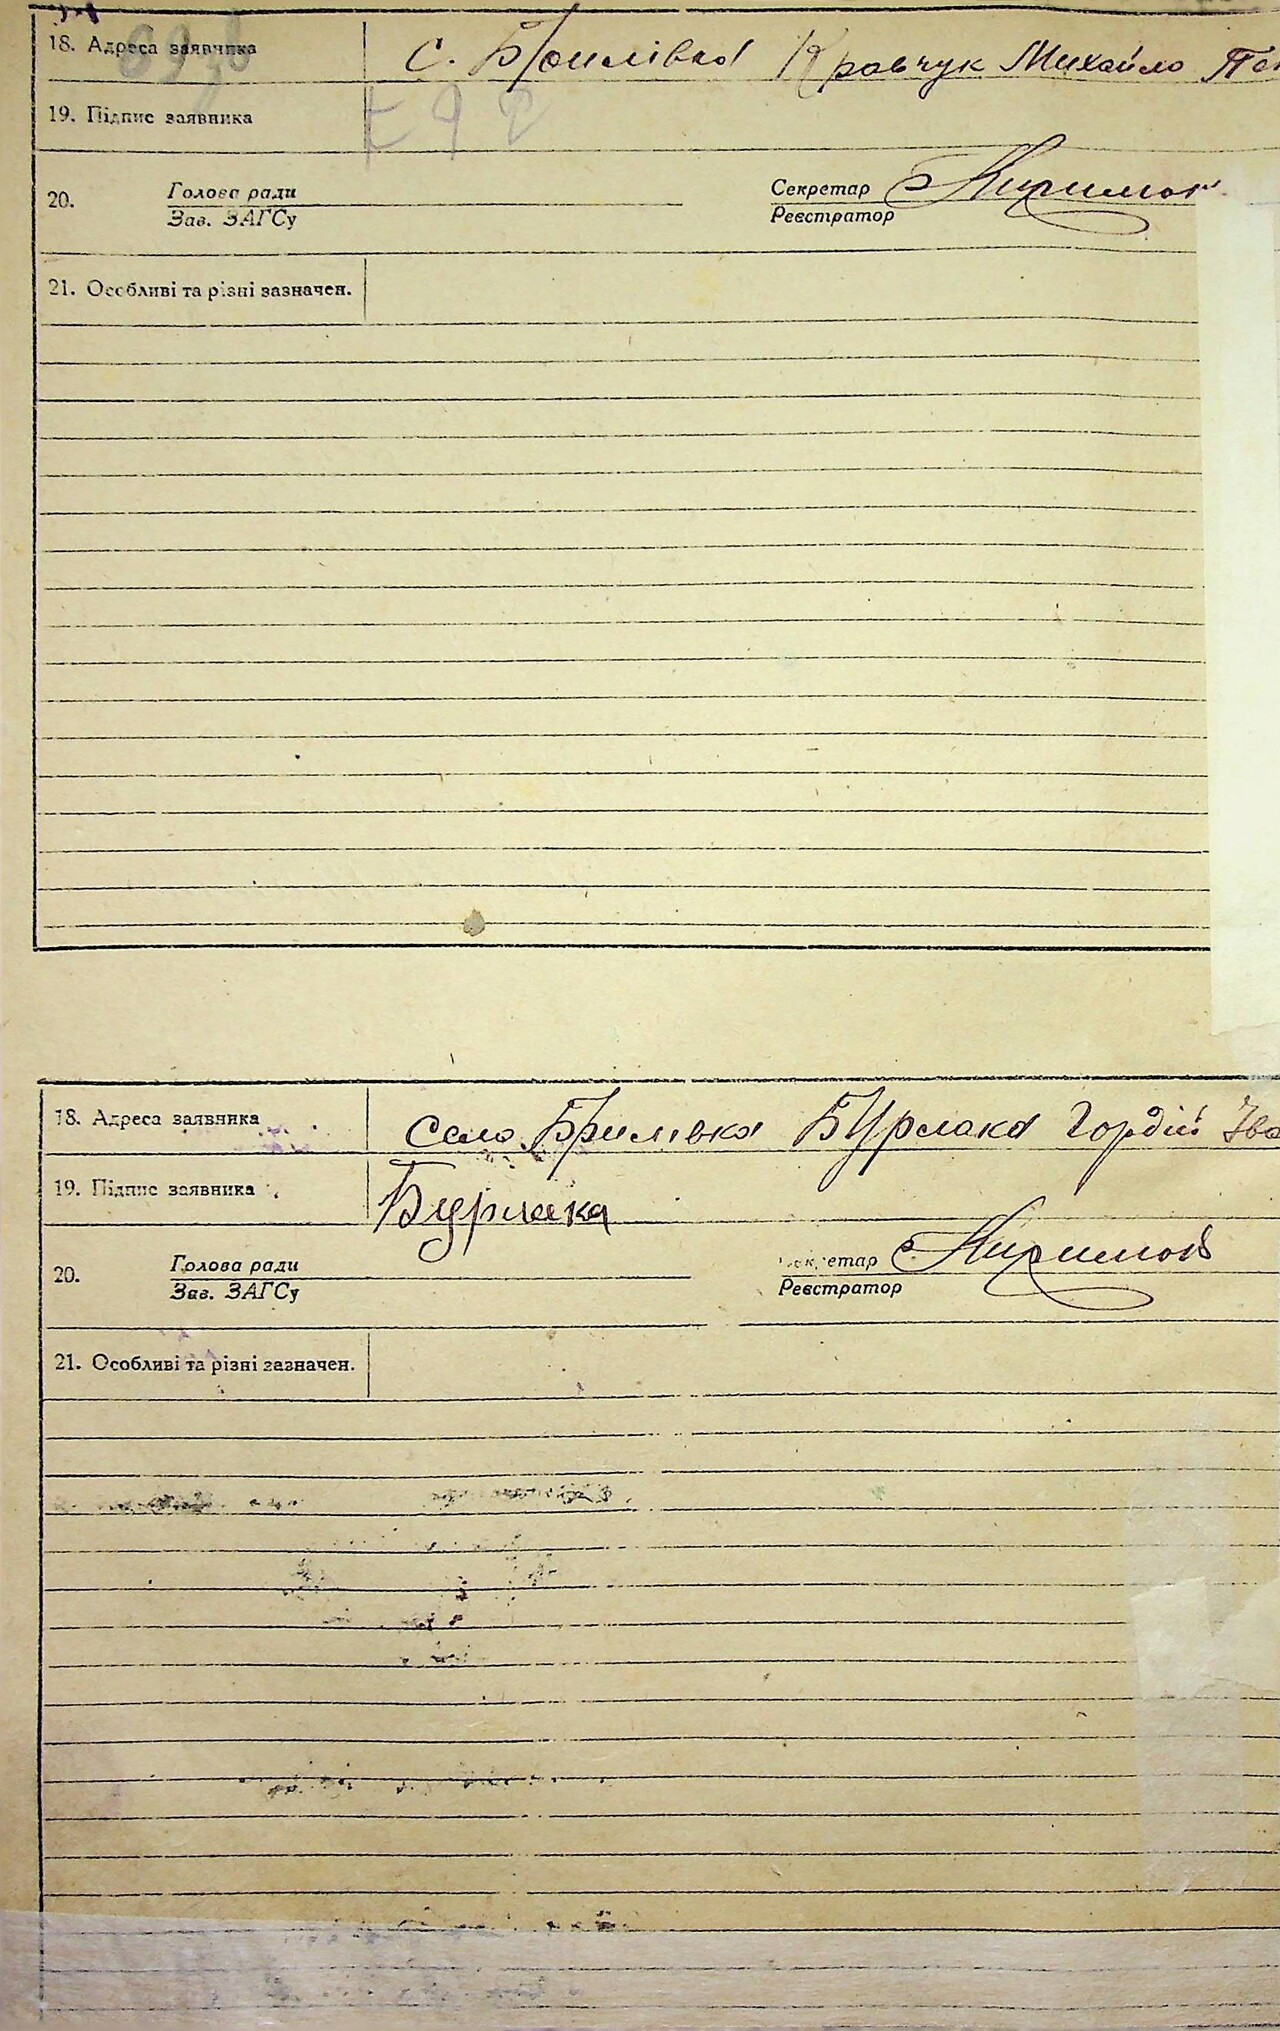 18. Адреса заявника с. Брилівка Кравчук Михайло
19. Підпис заявника
20. Голова ради Секретар
Зав. ЗАГСу Реєстратор
21. Особливі та різні зазначен.
18. Адреса заявника село Брилівка Бурлака Гордій Іва
19. Підпис заявника Бурлака
20. Голова ради Секретар
Зав. ЗАГСу Реєстратор
21. Особливі та різні зазначен.